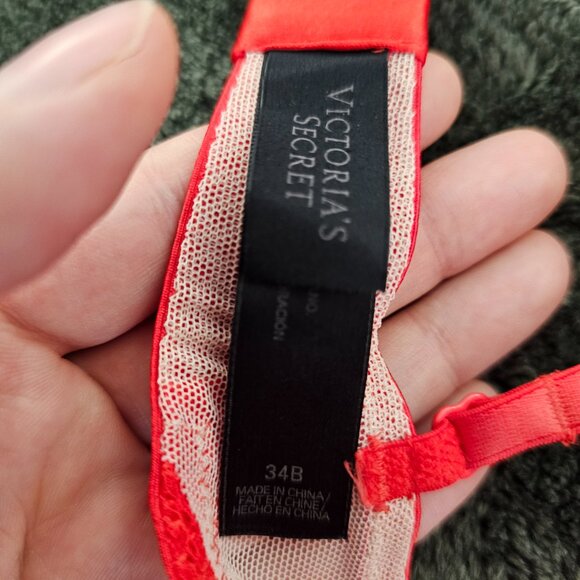 VICTORIA'S
SECRET
34B
MADE IN CHINA/
FAIT EN CHINE/
HECHO EN CHINA